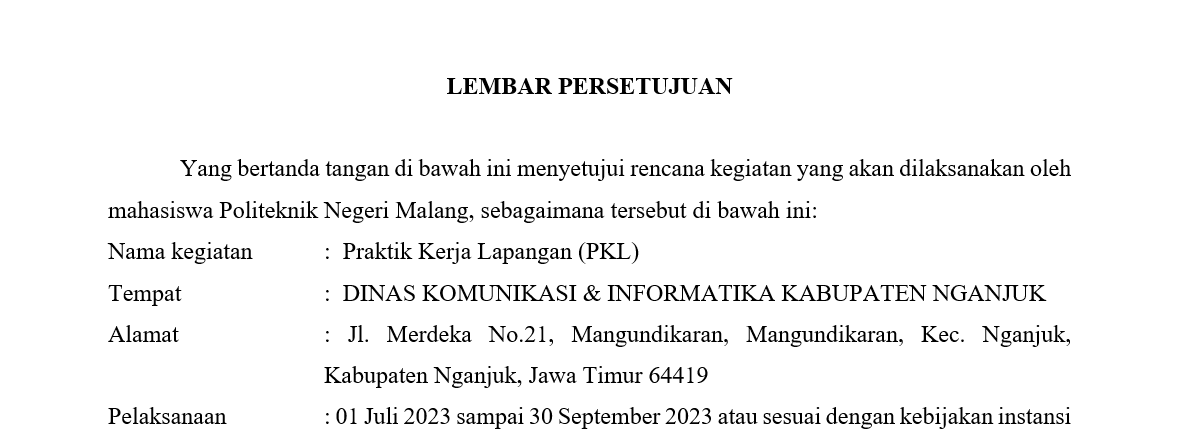 LEMBAR PERSETUJUAN
Yang bertanda tangan di bawah ini menyetujui rencana kegiatan yang akan dilaksanakan oleh
mahasiswa Politeknik Negeri Malang, sebagaimana tersebut di bawah ini:
Nama kegiatan : Praktik Kerja Lapangan (PKL)
Tempat : DINAS KOMUNIKASI & INFORMATIKA KABUPATEN NGANJUK
Alamat : Jl. Merdeka No.21, Mangundikaran, Mangundikaran, Kec. Nganjuk,
Kabupaten Nganjuk, Jawa Timur 64419
Pelaksanaan : 01 Juli 2023 sampai 30 September 2023 atau sesuai dengan kebijakan instansi